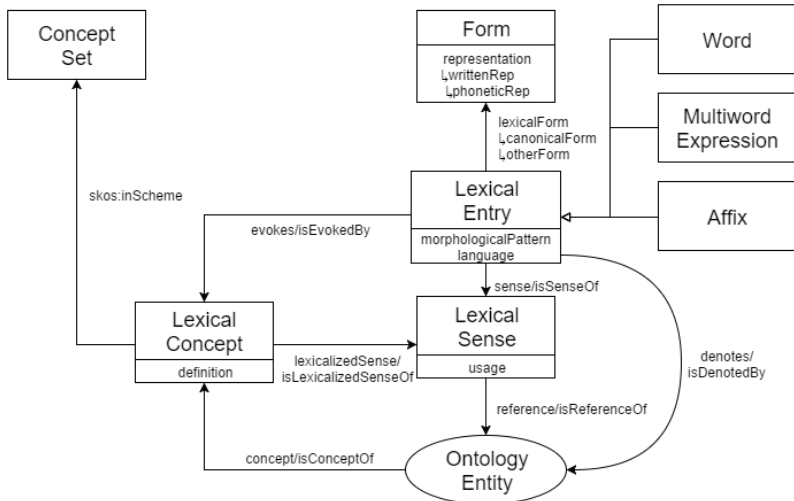 Concept
Set
Form
representation
↳writtenRep
↳phoneticRep
Word
Multiword
Expression
Affix
lexicalForm
↳canonicalForm
↳otherForm
skos:inScheme
Lexical
Entry
morphologicalPattern
language
evokes/isEvokedBy
sense/isSenseOf
Lexical
Concept
definition
lexicalizedSense/
isLexicalizedSenseOf
Lexical
Sense
usage
denotes/
isDenotedBy
reference/isReferenceOf
concept/isConceptOf
Ontology
Entity